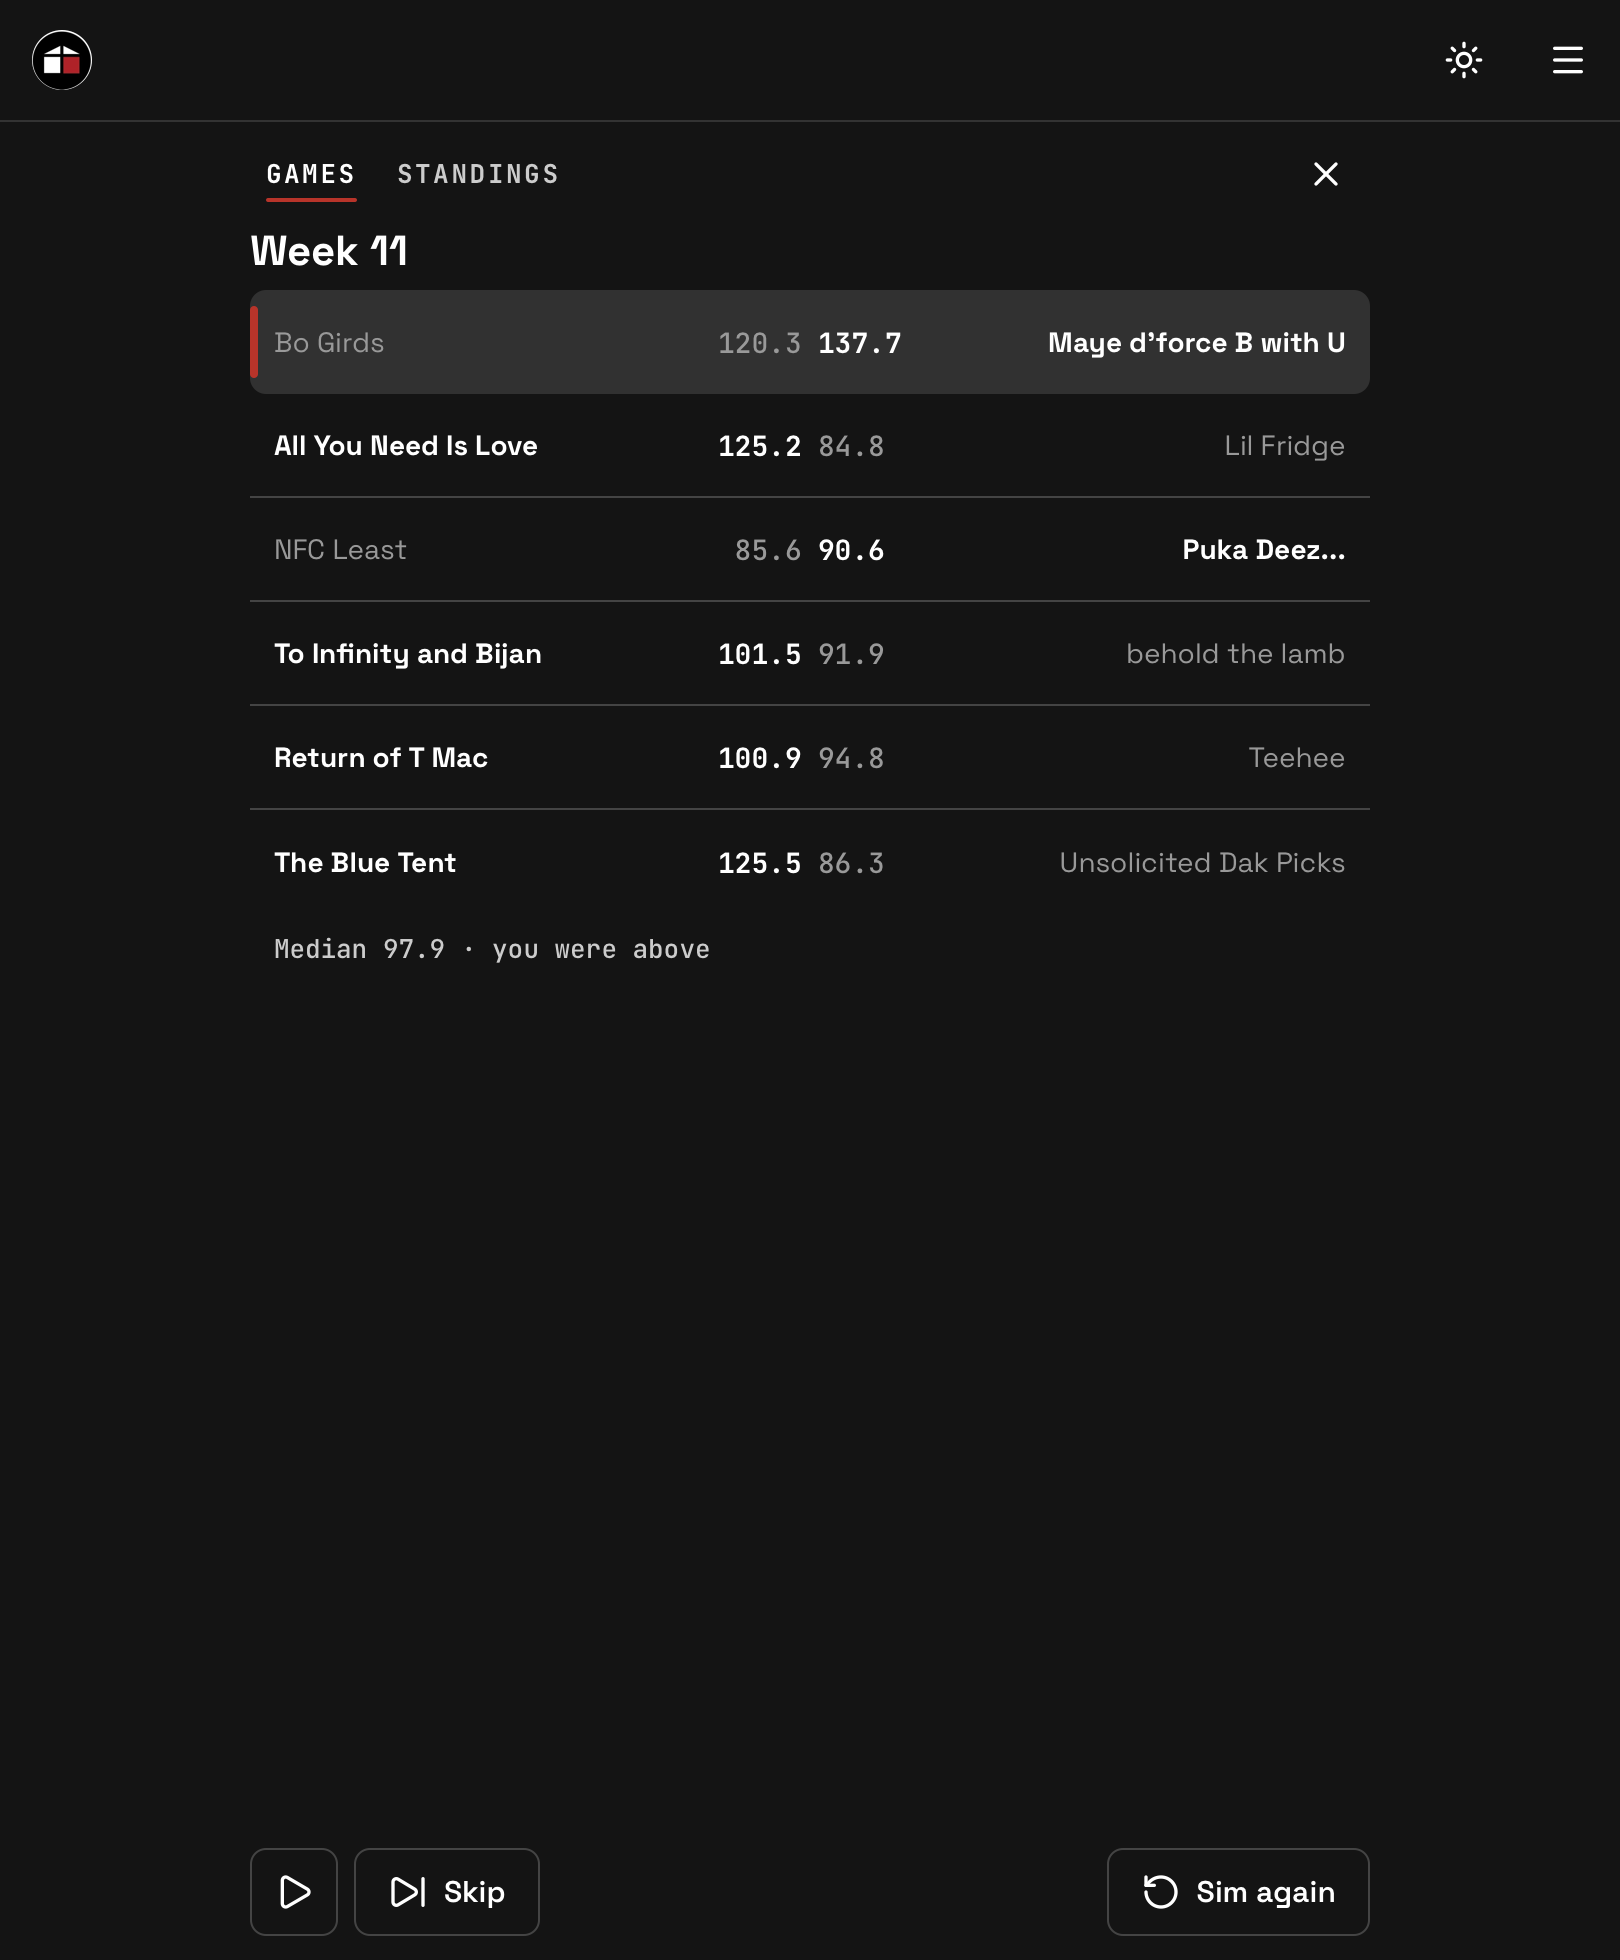 GAMES STANDINGS
Week 11
Bo Girds 120.3 137.7 Maye d’force B with U
All You Need Is Love 125.2 84.8 Lil Fridge
NFC Least 85.6 90.6 Puka Deez...
To Infinity and Bijan 101.5 91.9 behold the lamb
Return of T Mac 100.9 94.8 Teehee
The Blue Tent 125.5 86.3 Unsolicited Dak Picks
Median 97.9 · you were above
Skip Sim again